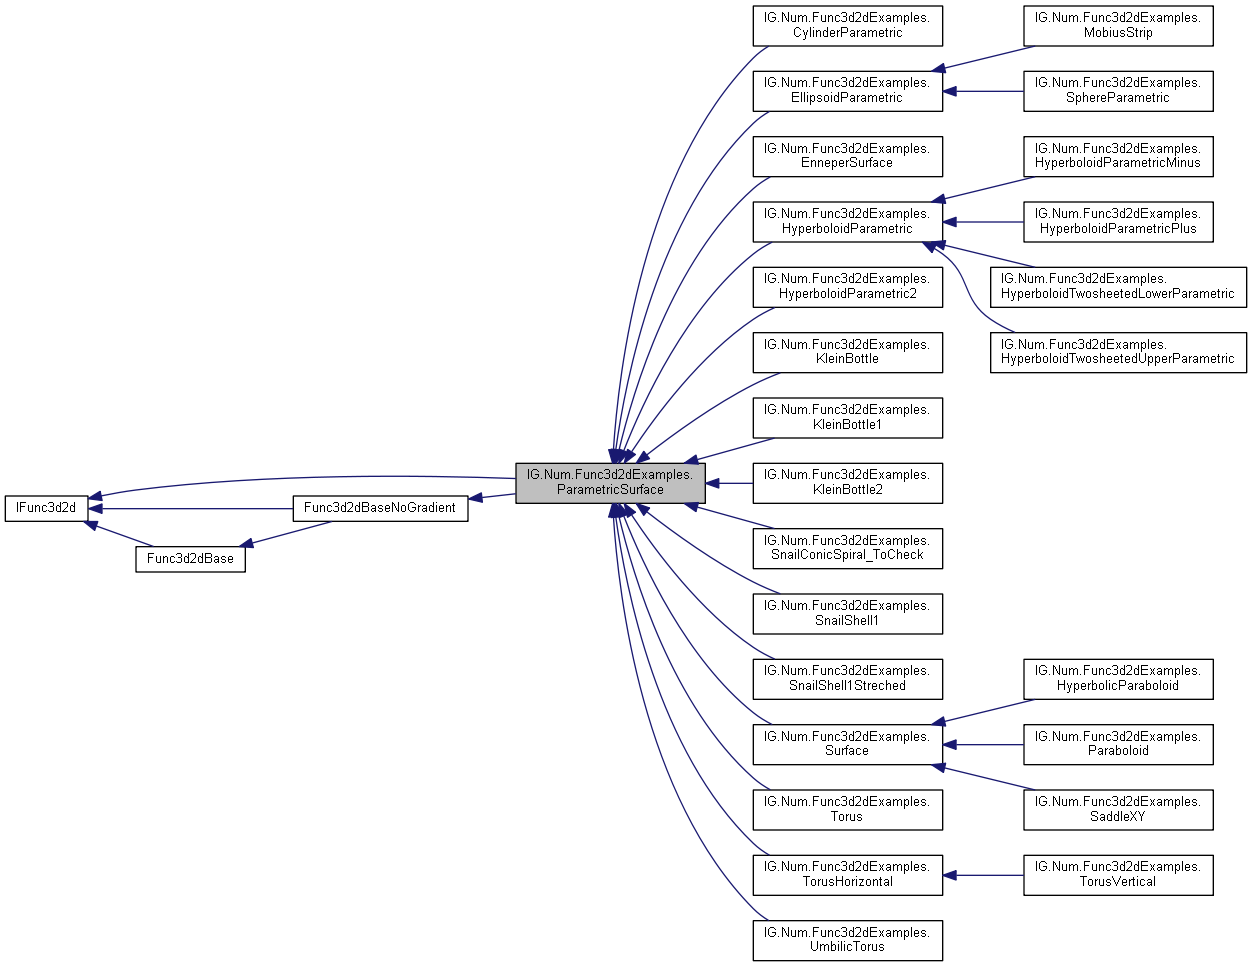 IFunc3d2d
Func3d2dBase
Func3d2dBaseNoGradient
IG.Num.Func3d2dExamples.
ParametricSurface
IG.Num.Func3d2dExamples.
CylinderParametric
IG.Num.Func3d2dExamples.
EllipsoidParametric
IG.Num.Func3d2dExamples.
EnneperSurface
IG.Num.Func3d2dExamples.
HyperboloidParametric
IG.Num.Func3d2dExamples.
HyperboloidParametric2
IG.Num.Func3d2dExamples.
KleinBottle
IG.Num.Func3d2dExamples.
KleinBottle1
IG.Num.Func3d2dExamples.
KleinBottle2
IG.Num.Func3d2dExamples.
SnailConicSpiral_ToCheck
IG.Num.Func3d2dExamples.
SnailShell1
IG.Num.Func3d2dExamples.
SnailShell1Streched
IG.Num.Func3d2dExamples.
Surface
IG.Num.Func3d2dExamples.
Torus
IG.Num.Func3d2dExamples.
TorusHorizontal
IG.Num.Func3d2dExamples.
UmbilicTorus
IG.Num.Func3d2dExamples.
MobiusStrip
IG.Num.Func3d2dExamples.
SphereParametric
IG.Num.Func3d2dExamples.
HyperboloidParametricMinus
IG.Num.Func3d2dExamples.
HyperboloidParametricPlus
IG.Num.Func3d2dExamples.
HyperboloidTwosheetedLowerParametric
IG.Num.Func3d2dExamples.
HyperboloidTwosheetedUpperParametric
IG.Num.Func3d2dExamples.
HyperbolicParaboloid
IG.Num.Func3d2dExamples.
Paraboloid
IG.Num.Func3d2dExamples.
SaddleXY
IG.Num.Func3d2dExamples.
TorusVertical